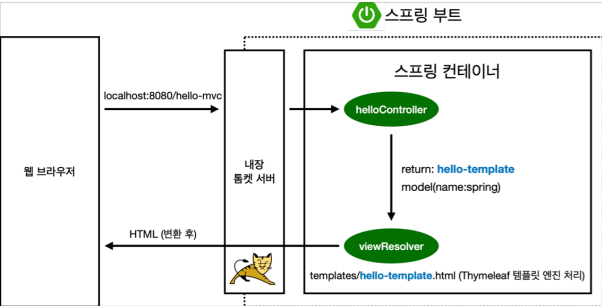 스프링 부트
스프링 컨테이너
localhost:8080/hello-mvc
helloController
웹 브라우저
내장
톰켓 서버
return: hello-template
model(name:spring)
HTML (변환 후)
viewResolver
templates/hello-template.html (Thymeleaf 템플릿 엔진 처리)